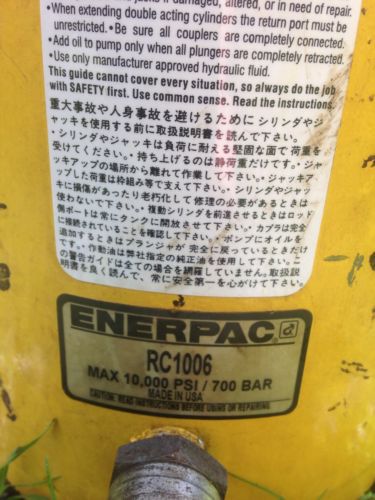 jacks if damaged, altered, or in need of repair.
•When extending double acting cylinders the return port must be
unrestricted. •Be sure all couplers are completely connected.
•Add oil to pump only when all plungers are completely retracted.
•Use only manufacturer approved hydraulic fluid.
This guide cannot cover every situation, so always do the job
with SAFETY first. Use common sense. Read the instructions.
重大事故や人身事故を避けるために シリンダやジ
ャッキを使用する前に取扱説明書を読んで下さい。
・シリンダやジャッキは負荷に耐える堅固な面で荷重を
受けてください。・持ち上げるのは静荷重だけです。・ジャ
ッキアップの場所から離れて作業して下さい。・ジャッキア
ップした荷重は枠組み等で支えて下さい。・シリンダやジャッ
キに損傷があったり老朽化して修理の必要があるときは
使わないで下さい。・複動シリンダを前進させるときはロッド
側ポートは常にタンクに開放させて下さい。・カプラは完全
に接続されていることを確認して下さい。・ポンプにオイルを
追加するときはプランジャが 完全に戻っているときだけ
です。・作動油は弊社指定の純正油を使用して下さい。こ
の警告ガイドは全ての場合を網羅していません。取扱説
明書を良く読んで、常に安全第一を心がけて下さい。
ENERPAC
RC1006
MAX 10,000 PSI / 700 BAR
MADE IN USA
READ INSTRUCTIONS BEFORE USING OR REPAIRING.